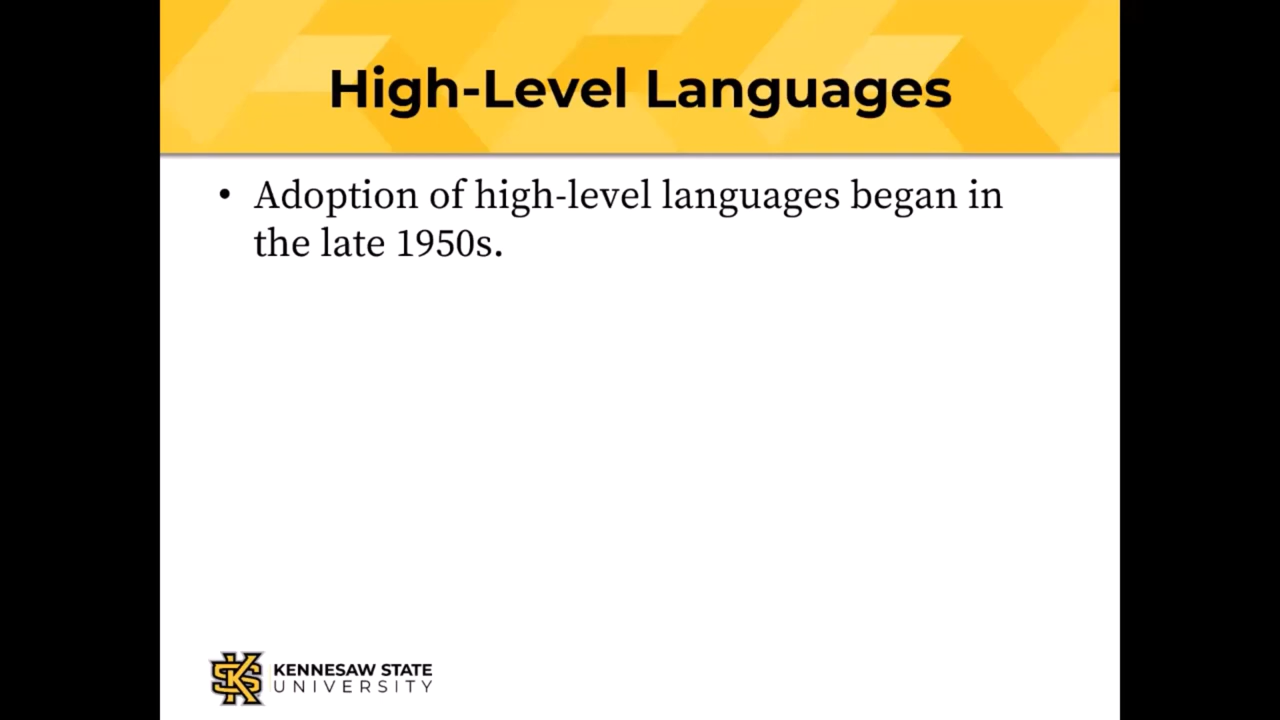 High-Level Languages
• Adoption of high-level languages began in
the late 1950s.
KENNESAW STATE
UNIVERSITY